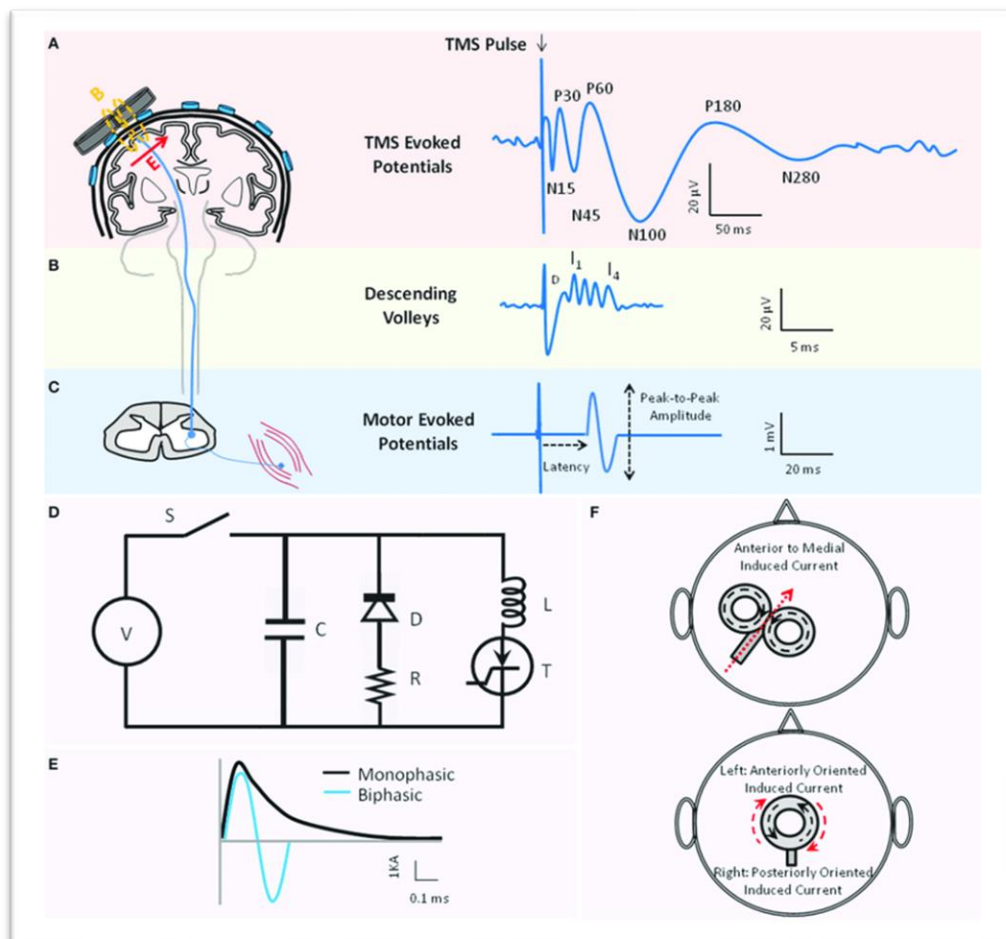 A
TMS Pulse
B
E
TMS Evoked
Potentials
P30
P60
P180
N15
N45
N100
N280
20 μV
50 ms
B
Descending
Volleys
D
I1
I4
20 μV
5 ms
C
Motor Evoked
Potentials
Latency
Peak-to-Peak
Amplitude
1 mV
20 ms
D
S
V
C
D
R
L
T
E
Monophasic
Biphasic
1KA
0.1 ms
F
Anterior to Medial
Induced Current
Left: Anteriorly Oriented
Induced Current
Right: Posteriorly Oriented
Induced Current